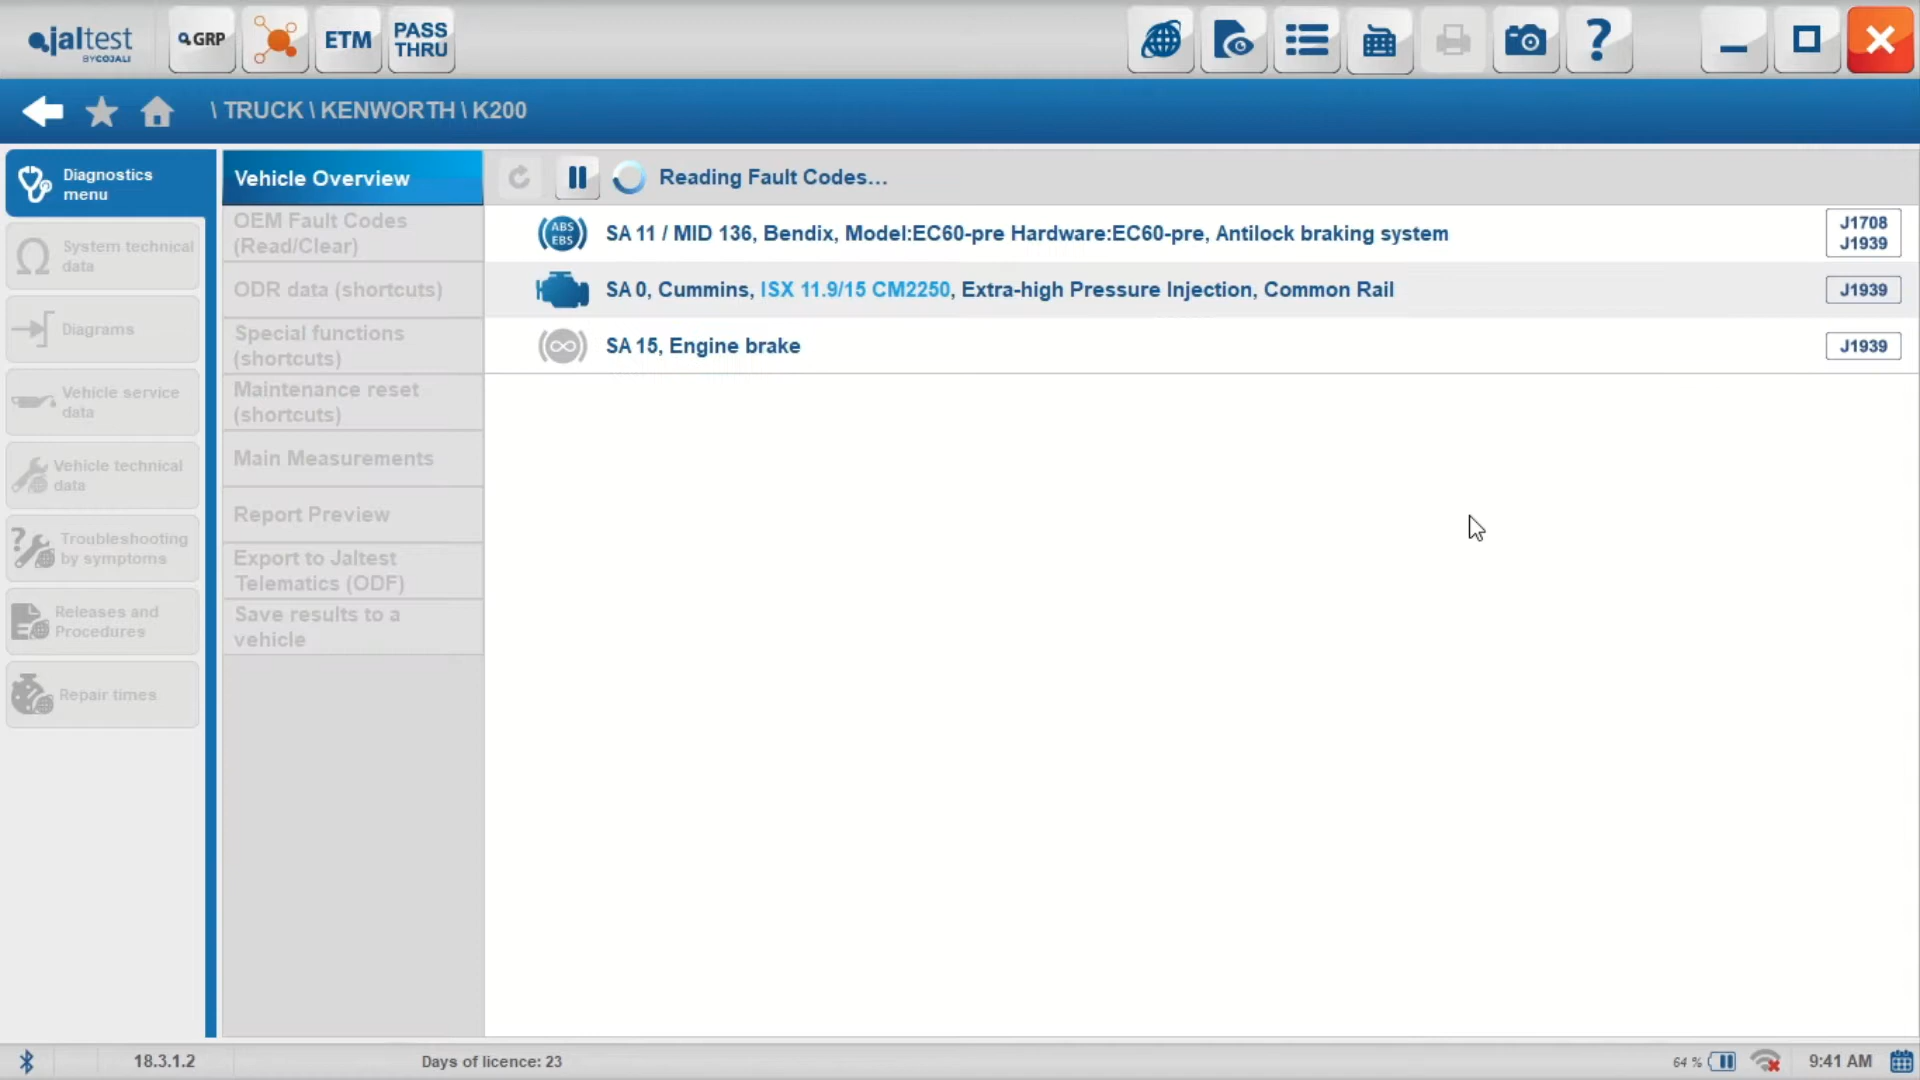 jaltest
BY COJALI
GRP
ETM
PASS
THRU
?
\ TRUCK \ KENWORTH \ K200
Diagnostics
menu
System technical
data
Diagrams
Vehicle service
data
Vehicle technical
data
Troubleshooting
by symptoms
Releases and
Procedures
Repair times
Vehicle Overview
OEM Fault Codes
(Read/Clear)
ODR data (shortcuts)
Special functions
(shortcuts)
Maintenance reset
(shortcuts)
Main Measurements
Report Preview
Export to Jaltest
Telematics (ODF)
Save results to a
vehicle
Reading Fault Codes...
ABS
EBS
SA 11 / MID 136, Bendix, Model:EC60-pre Hardware:EC60-pre, Antilock braking system
J1708
J1939
SA 0, Cummins, ISX 11.9/15 CM2250, Extra-high Pressure Injection, Common Rail
J1939
SA 15, Engine brake
J1939
18.3.1.2
Days of licence: 23
64 %
9:41 AM